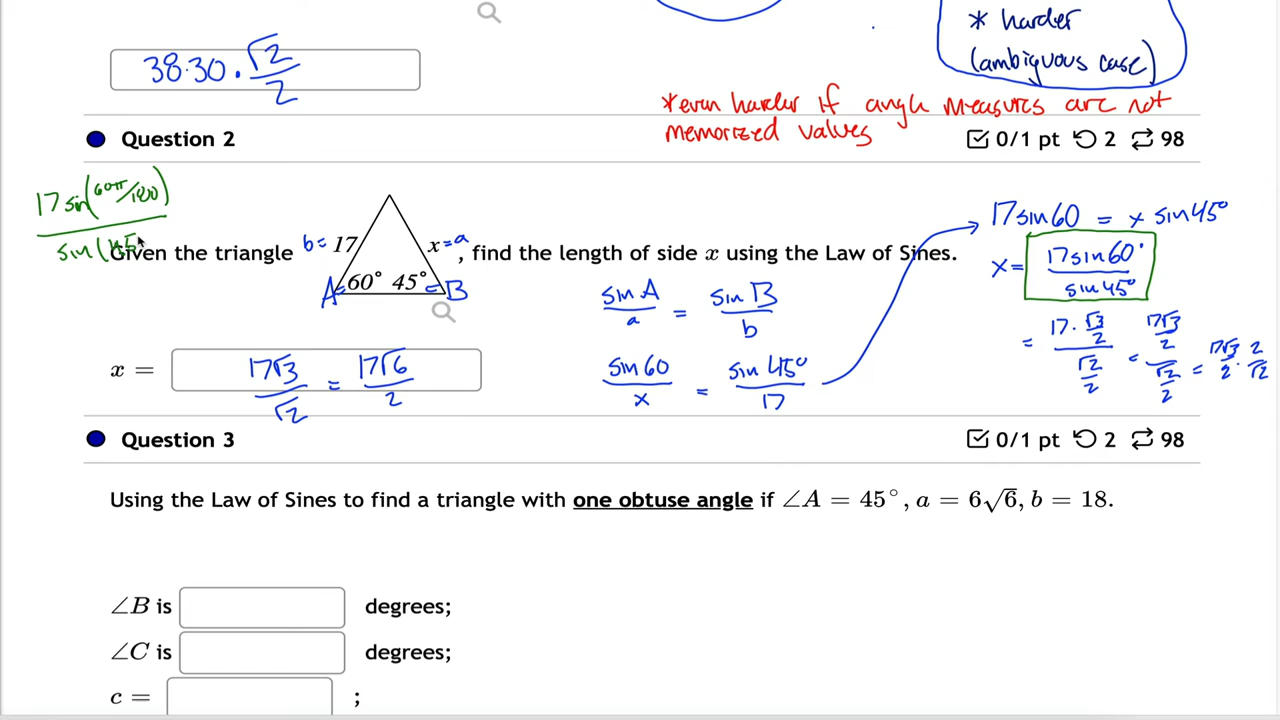 * harder
(ambiguous case)
38·30·√2/2
*even harder if angle measures are not
memorized values
Question 2
0/1 pt 2 98
17 sin(60π/180)
sin(45
Given the triangle b= 17 x=a, find the length of side x using the Law of Sines.
A= 60° 45° =B
x = 17√3/√2 = 17√6/2
sin A/a = sin B/b
sin 60/x = sin 45°/17
17 sin 60 = x sin 45°
x = 17 sin 60°/sin 45°
= (17·√3/2)/(√2/2) = (17√3/2)/(√2/2) = 17√3/2 · 2/√2
Question 3
0/1 pt 2 98
Using the Law of Sines to find a triangle with one obtuse angle if ∠A = 45°, a = 6√6, b = 18.
∠B is degrees;
∠C is degrees;
c = ;